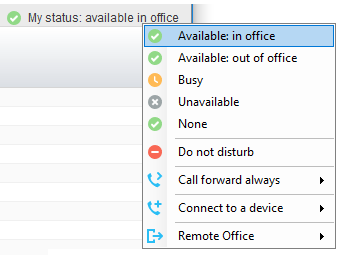 My status: available in office
Available: in office
Available: out of office
Busy
Unavailable
None
Do not disturb
Call forward always
Connect to a device
Remote Office